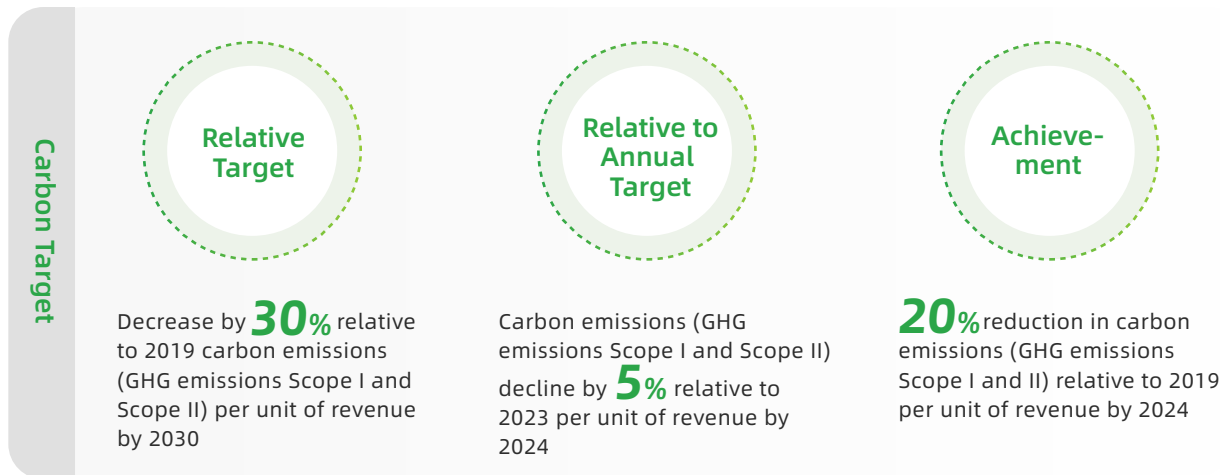 Carbon Target
Relative
Target
Decrease by 30% relative
to 2019 carbon emissions
(GHG emissions Scope I and
Scope II) per unit of revenue
by 2030
Relative to
Annual
Target
Carbon emissions (GHG
emissions Scope I and Scope II)
decline by 5% relative to
2023 per unit of revenue by
2024
Achieve-
ment
20% reduction in carbon
emissions (GHG emissions
Scope I and II) relative to 2019
per unit of revenue by 2024